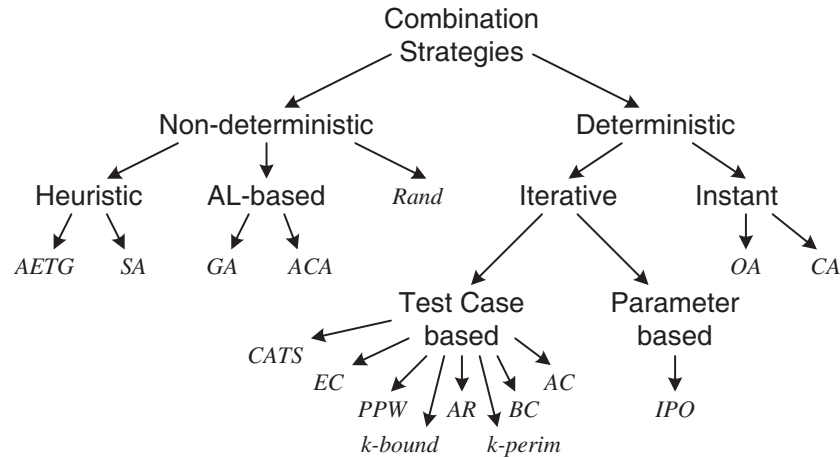 Combination
Strategies
Non-deterministic
Deterministic
Heuristic
AL-based
Rand
Iterative
Instant
AETG
SA
GA
ACA
OA
CA
Test Case
based
Parameter
based
CATS
EC
PPW
AR
BC
AC
IPO
k-bound
k-perim